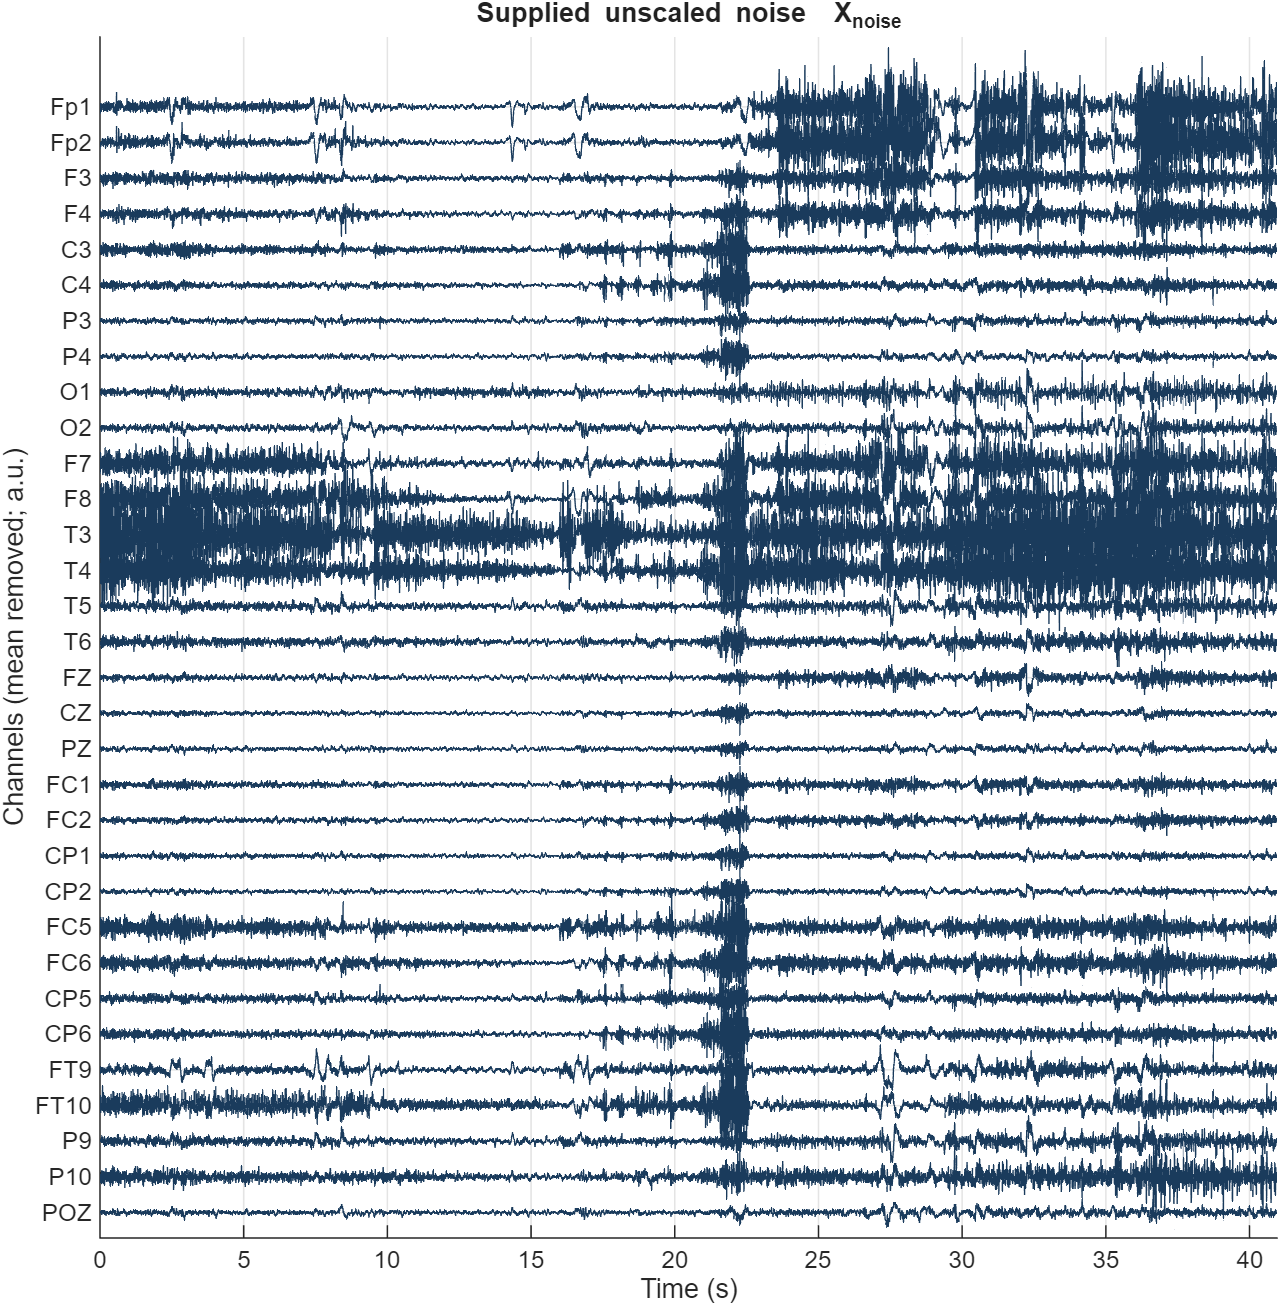 Supplied unscaled noise X_noise
Channels (mean removed; a.u.)
Fp1
Fp2
F3
F4
C3
C4
P3
P4
O1
O2
F7
F8
T3
T4
T5
T6
FZ
CZ
PZ
FC1
FC2
CP1
CP2
FC5
FC6
CP5
CP6
FT9
FT10
P9
P10
POZ
0 5 10 15 20 25 30 35 40
Time (s)